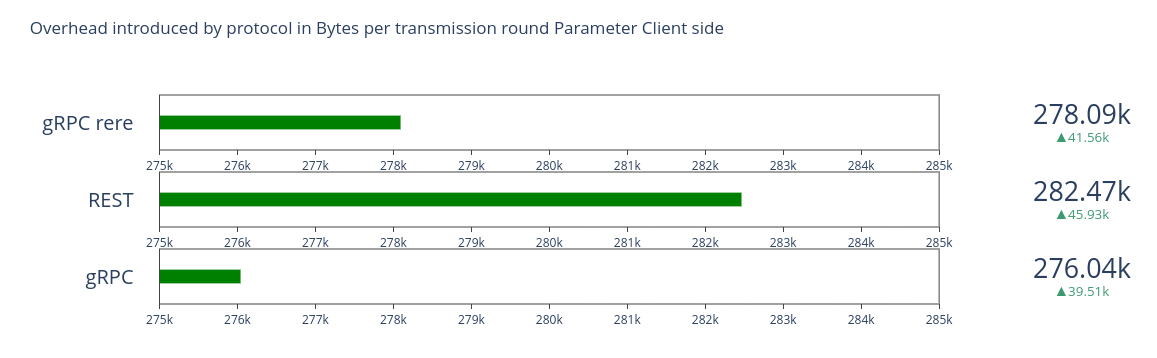 Overhead introduced by protocol in Bytes per transmission round Parameter Client side
gRPC rere
278.09k
▲41.56k
275k 276k 277k 278k 279k 280k 281k 282k 283k 284k 285k
REST
282.47k
▲45.93k
275k 276k 277k 278k 279k 280k 281k 282k 283k 284k 285k
gRPC
276.04k
▲39.51k
275k 276k 277k 278k 279k 280k 281k 282k 283k 284k 285k